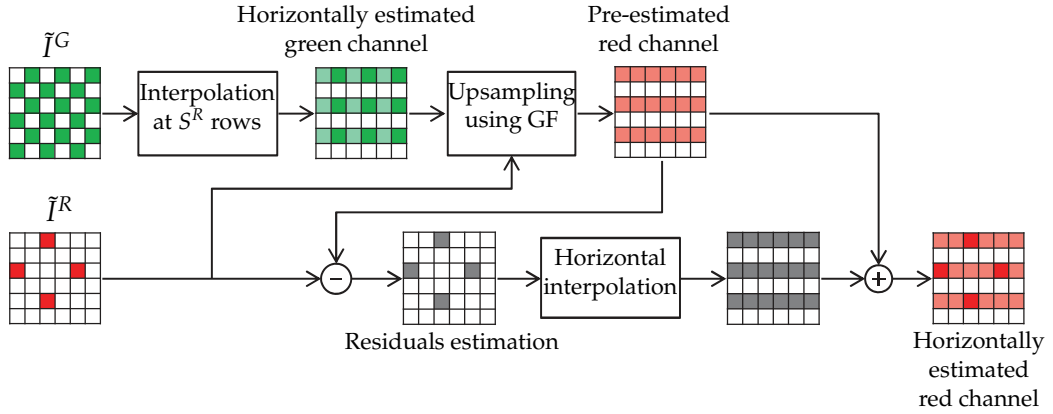 Ĩ^G
Horizontally estimated
green channel
Pre-estimated
red channel
Interpolation
at S^R rows
Upsampling
using GF
Ĩ^R
−
Horizontal
interpolation
+
Residuals estimation
Horizontally
estimated
red channel